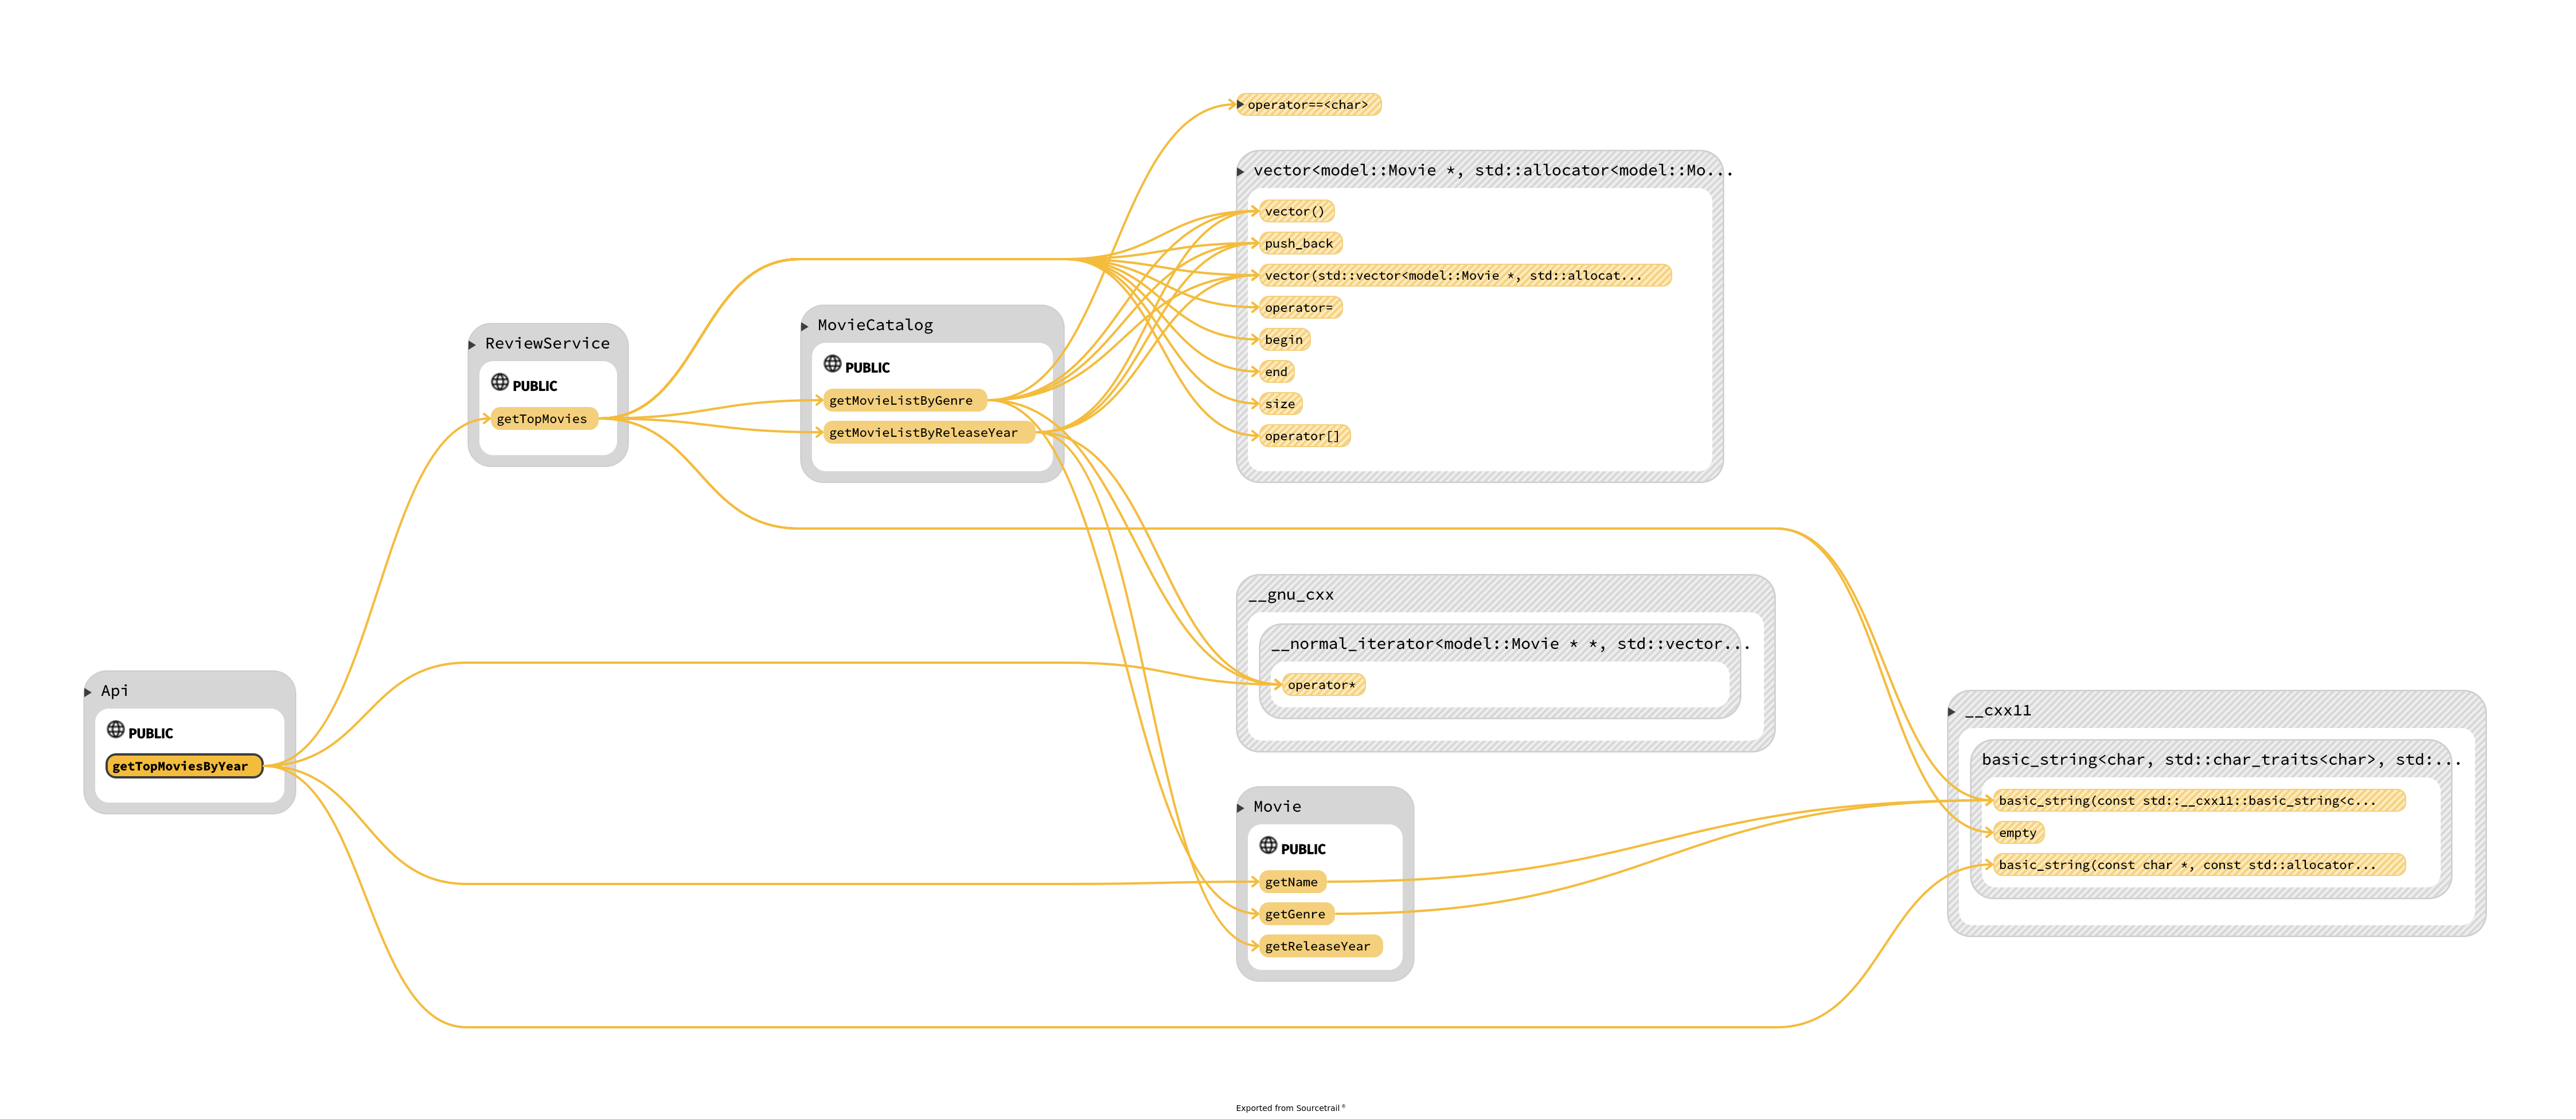 operator==<char>
vector<model::Movie *, std::allocator<model::Mo...
vector()
push_back
vector(std::vector<model::Movie *, std::allocat...
operator=
begin
end
size
operator[]
MovieCatalog
PUBLIC
getMovieListByGenre
getMovieListByReleaseYear
ReviewService
PUBLIC
getTopMovies
__gnu_cxx
__normal_iterator<model::Movie * *, std::vector...
operator*
Api
PUBLIC
getTopMoviesByYear
__cxx11
basic_string<char, std::char_traits<char>, std:...
basic_string(const std::__cxx11::basic_string<c...
empty
basic_string(const char *, const std::allocator...
Movie
PUBLIC
getName
getGenre
getReleaseYear
Exported from Sourcetrail ®